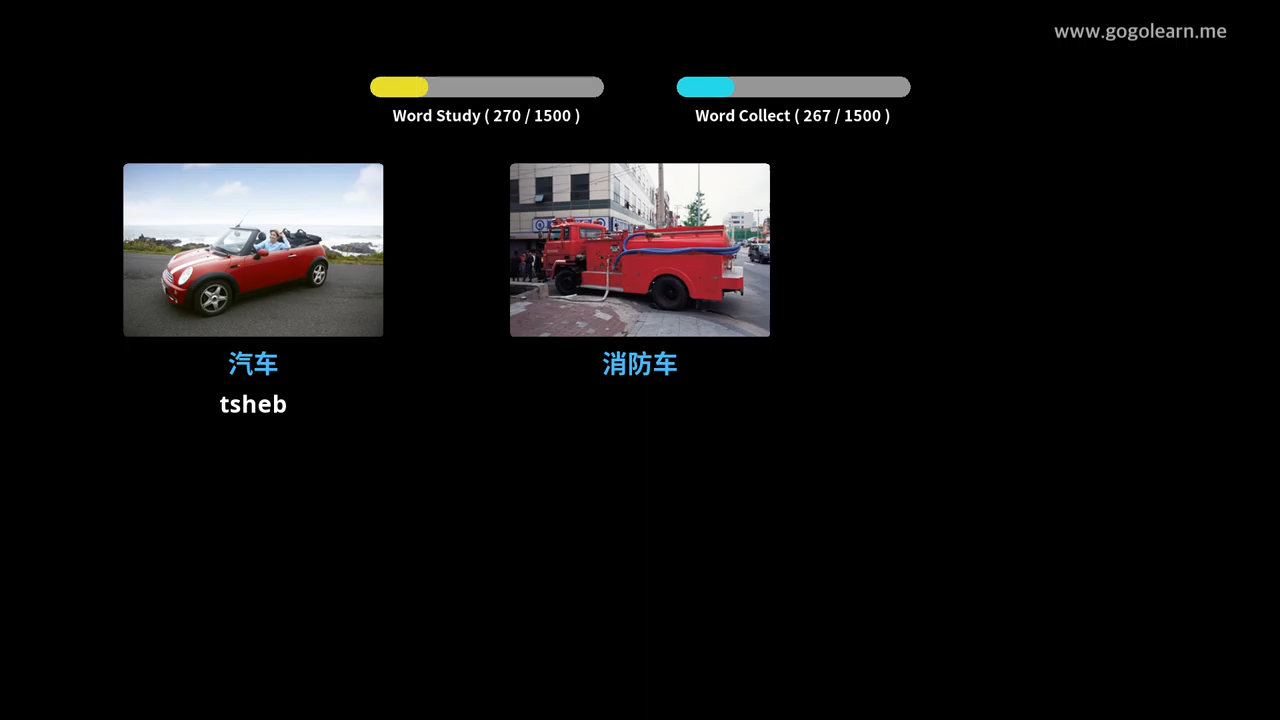 www.gogolearn.me
Word Study ( 270 / 1500 )
Word Collect ( 267 / 1500 )
汽车
消防车
tsheb